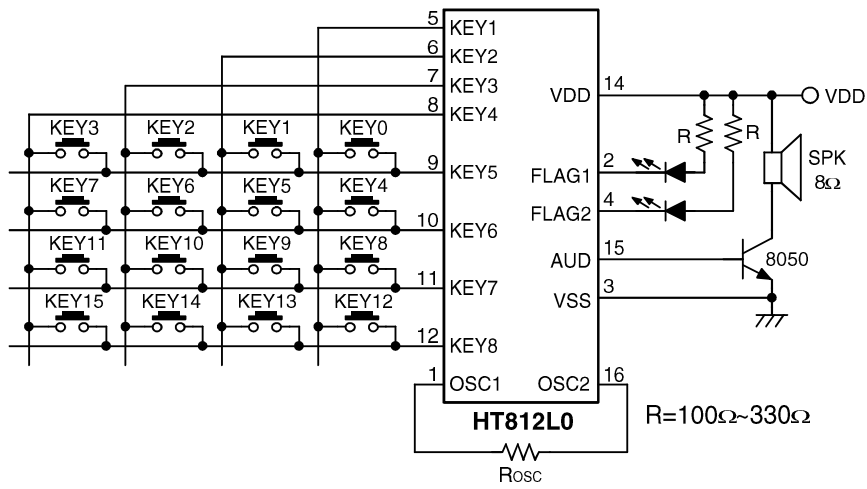 5 KEY1
6 KEY2
7 KEY3
8 KEY4
VDD 14 VDD
KEY3 KEY2 KEY1 KEY0
R R
SPK
8Ω
9 KEY5
FLAG1 2
KEY7 KEY6 KEY5 KEY4
FLAG2 4
10 KEY6
KEY11 KEY10 KEY9 KEY8
AUD 15 8050
11 KEY7
VSS 3
KEY15 KEY14 KEY13 KEY12
12 KEY8
1 OSC1 OSC2 16
HT812L0
R=100Ω~330Ω
ROSC